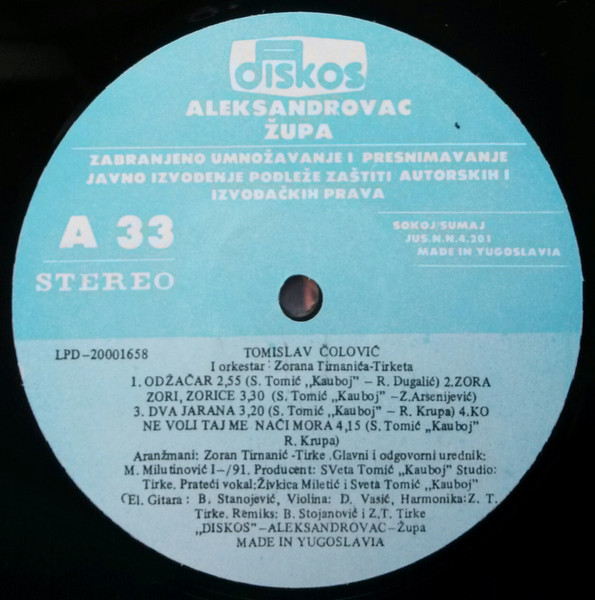 diskos
ALEKSANDROVAC
ŽUPA
ZABRANJENO UMNOŽAVANJE I PRESNIMAVANJE
JAVNO IZVOĐENJE PODLEŽE ZAŠTITI AUTORSKIH I
IZVOĐAČKIH PRAVA
A 33
STEREO
SOKOJ/SUMAJ
JUS.N.N.4.201
MADE IN YUGOSLAVIA
LPD-20001658
TOMISLAV ČOLOVIĆ
I orkestar: Zorana Tirnanića-Tirketa
1. ODŽAČAR 2,55 (S. Tomić „Kauboj" – R. Dugalić) 2.ZORA
ZORI, ZORICE 3,30 (S. Tomić „Kauboj" –Z.Arsenijević)
3. DVA JARANA 3,20 (S. Tomić „Kauboj" – R. Krupa) 4.KO
NE VOLI TAJ ME NAĆI MORA 4,15 (S. Tomić „Kauboj"
R. Krupa)
Aranžmani: Zoran Tirnanić -Tirke .Glavni i odgovorni urednik:
M. Milutinović I-/91. Producent: SVeta Tomić „Kauboj" Studio:
Tirke. Prateći vokal: Živkica Miletić i Sveta Tomić „Kauboj"
(El. Gitara : B. Stanojević, Violina: D. Vasić, Harmonika: Z. T.
Tirke. Remiks: B. Stojanović i Z.T. Tirke
„DISKOS"-ALEKSANDROVAC-Župa
MADE IN YUGOSLAVIA